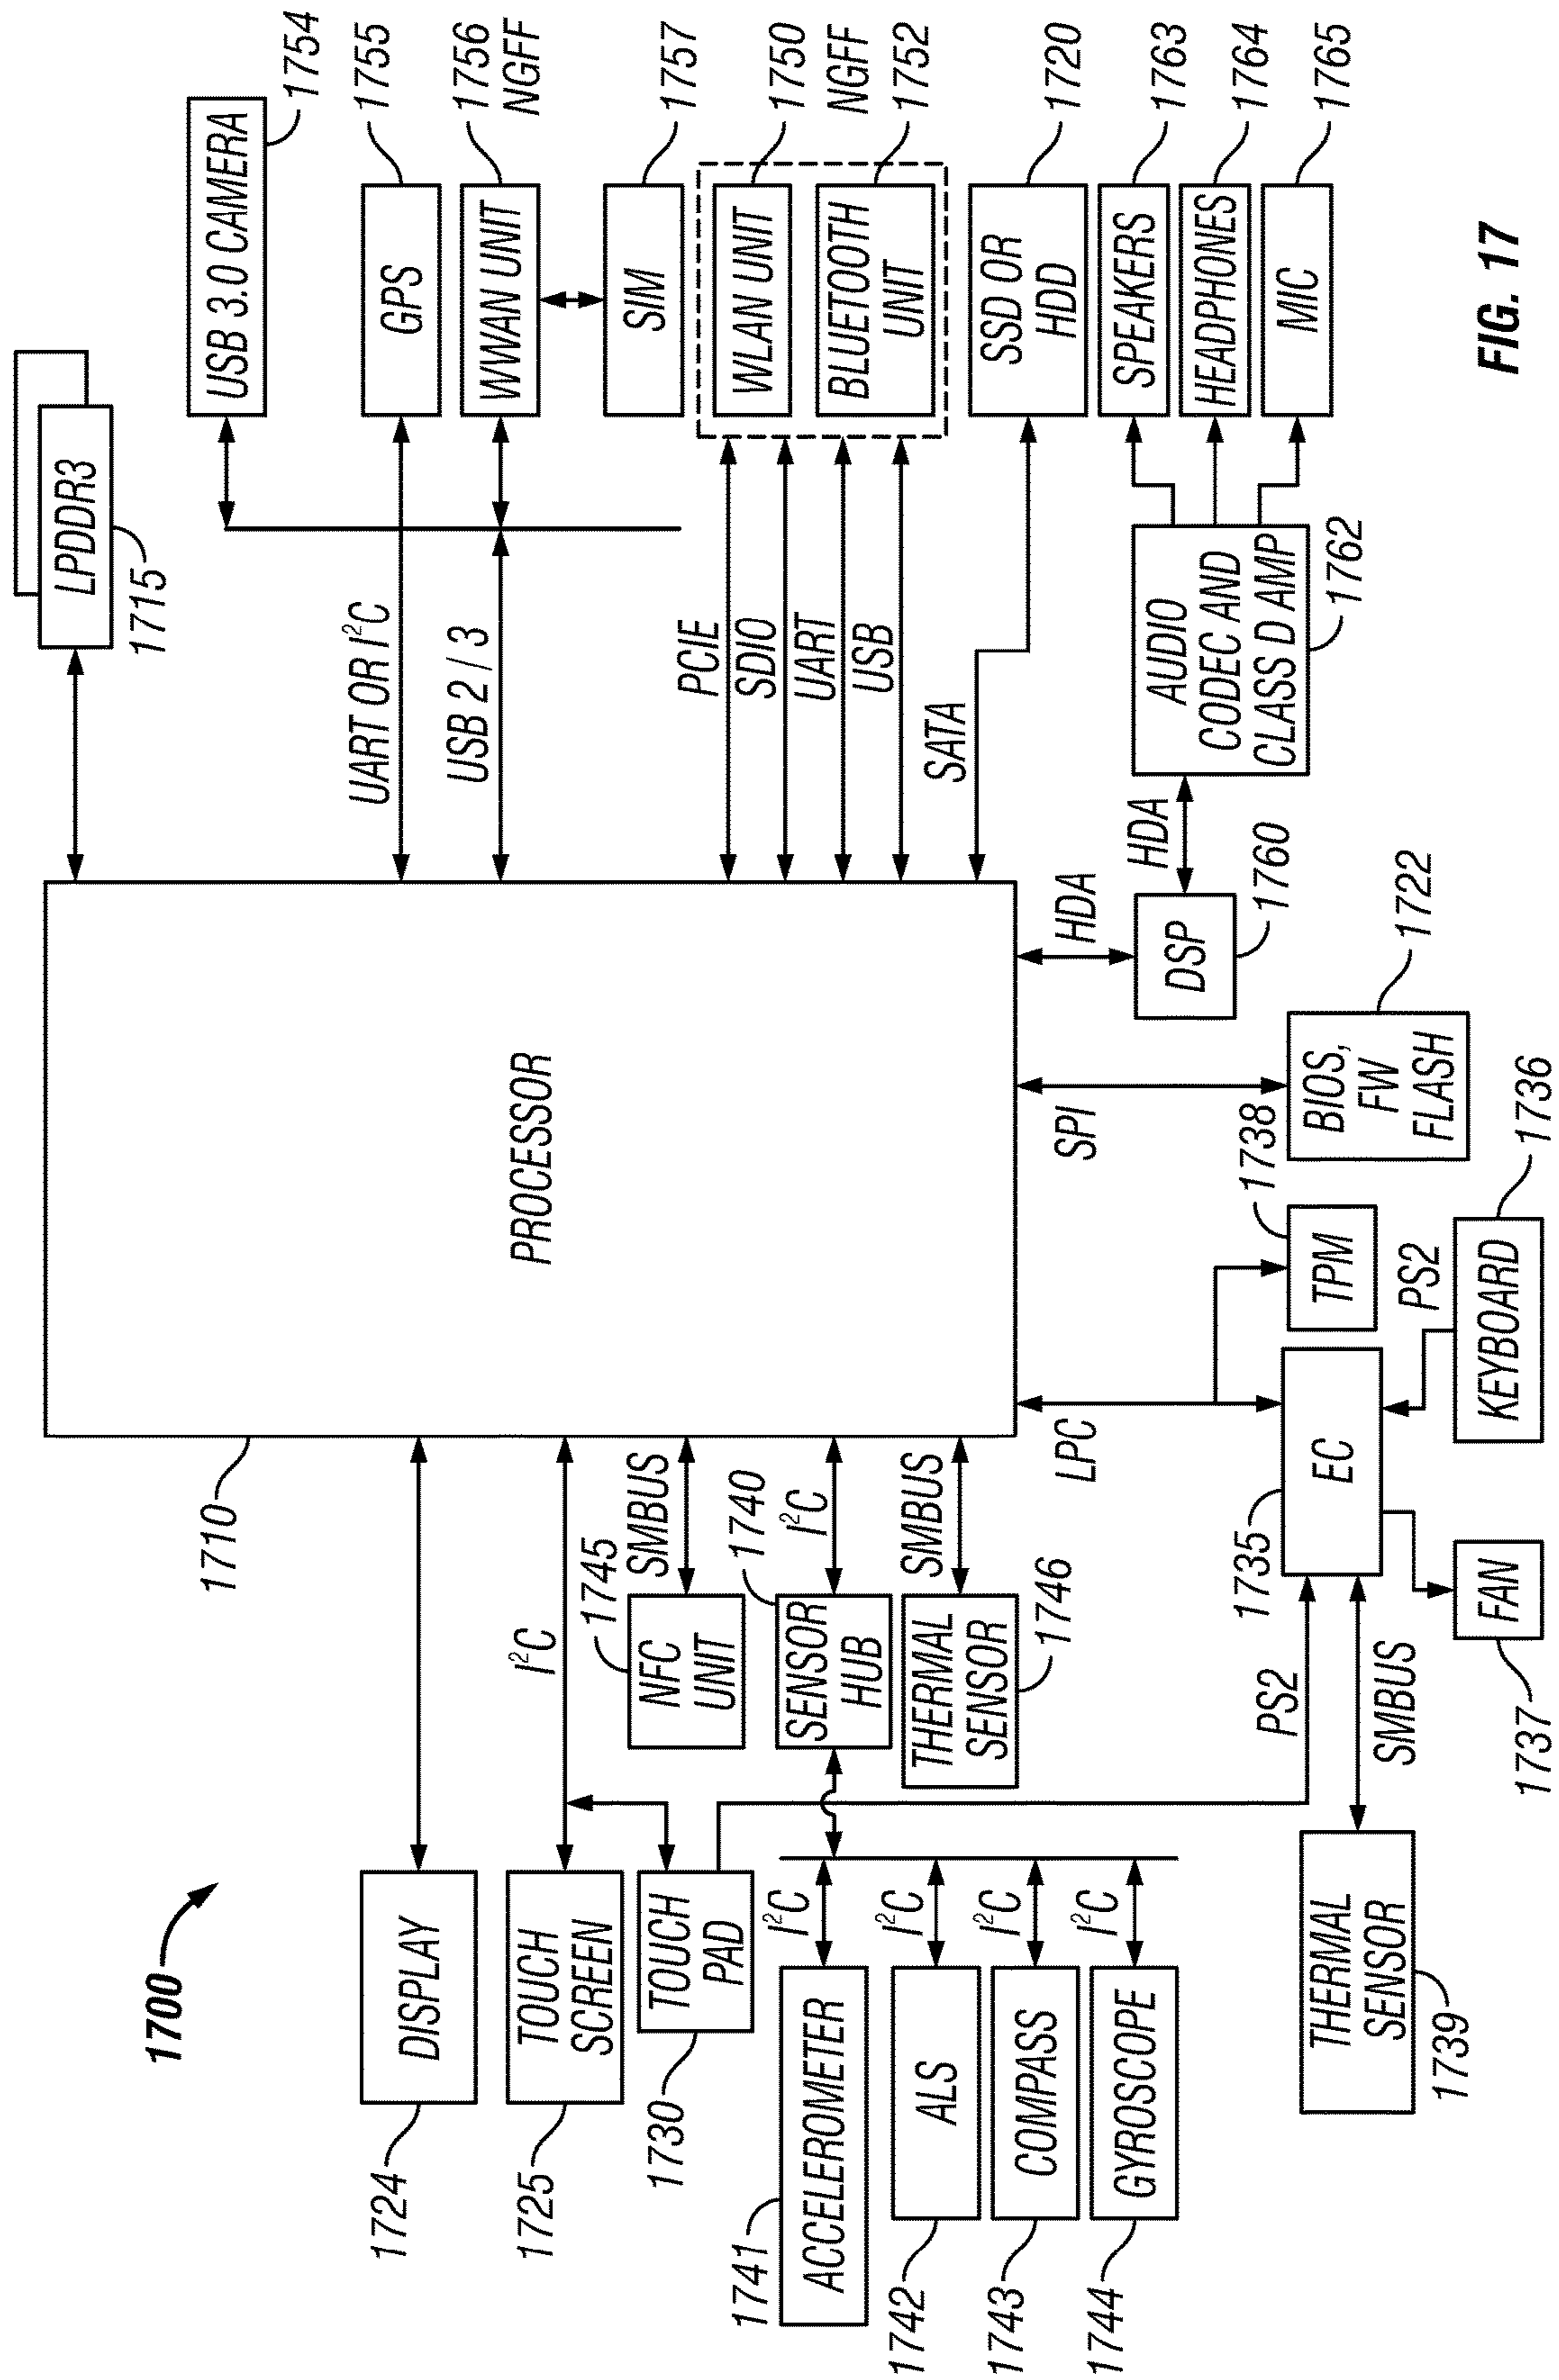 1700
LPDDR3
1715
USB 3.0 CAMERA
1754
1710
PROCESSOR
DISPLAY
1724
UART OR I²C
GPS
1755
I²C
TOUCH
SCREEN
1725
USB 2 / 3
WWAN UNIT
1756
NGFF
SIM
1757
TOUCH
PAD
1730
NFC
UNIT
1745
SMBUS
PCIE
SDIO
UART
USB
WLAN UNIT
1750
NGFF
BLUETOOTH
UNIT
1752
SENSOR
HUB
1740
I²C
THERMAL
SENSOR
1746
SMBUS
SATA
SSD OR
HDD
1720
ACCELEROMETER
1741
I²C
ALS
1742
I²C
COMPASS
1743
I²C
GYROSCOPE
1744
I²C
LPC
SPI
HDA
DSP
1760
HDA
AUDIO
CODEC AND
CLASS D AMP
1762
SPEAKERS
1763
HEADPHONES
1764
MIC
1765
PS2
EC
1735
TPM
1738
BIOS,
FW
FLASH
1722
THERMAL
SENSOR
1739
SMBUS
FAN
1737
PS2
KEYBOARD
1736
FIG. 17